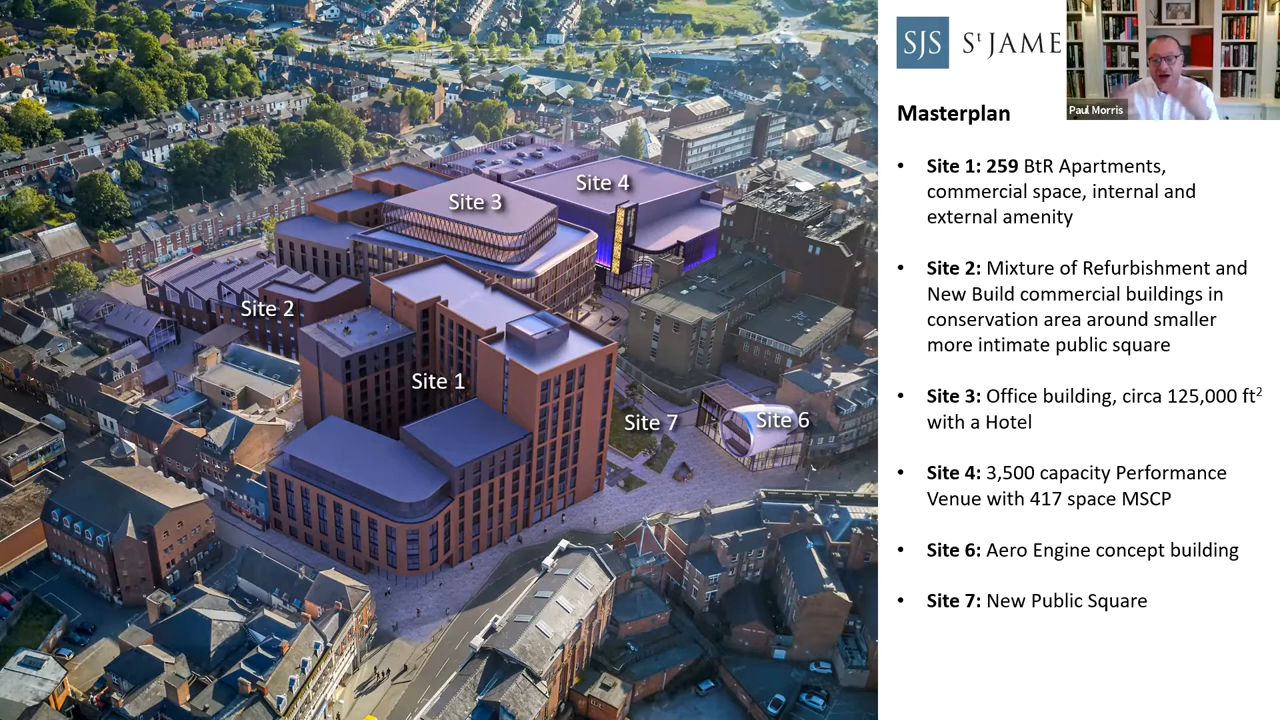 Site 4
Site 3
Site 2
Site 1
Site 7
Site 6
SJS St JAME
Paul Morris
Masterplan
• Site 1: 259 BtR Apartments,
commercial space, internal and
external amenity
• Site 2: Mixture of Refurbishment and
New Build commercial buildings in
conservation area around smaller
more intimate public square
• Site 3: Office building, circa 125,000 ft²
with a Hotel
• Site 4: 3,500 capacity Performance
Venue with 417 space MSCP
• Site 6: Aero Engine concept building
• Site 7: New Public Square